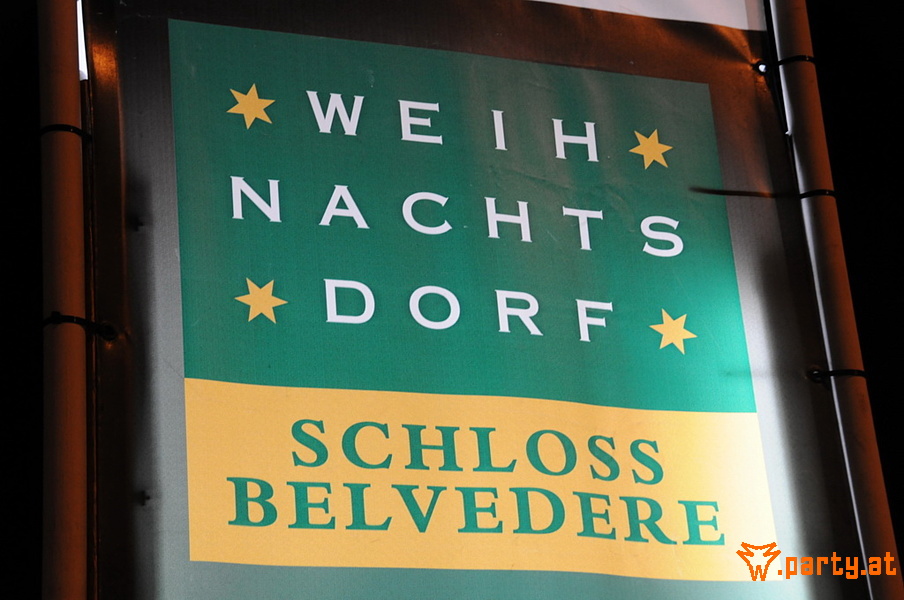 WEIH
NACHTS
DORF
SCHLOSS
BELVEDERE
W.party.at